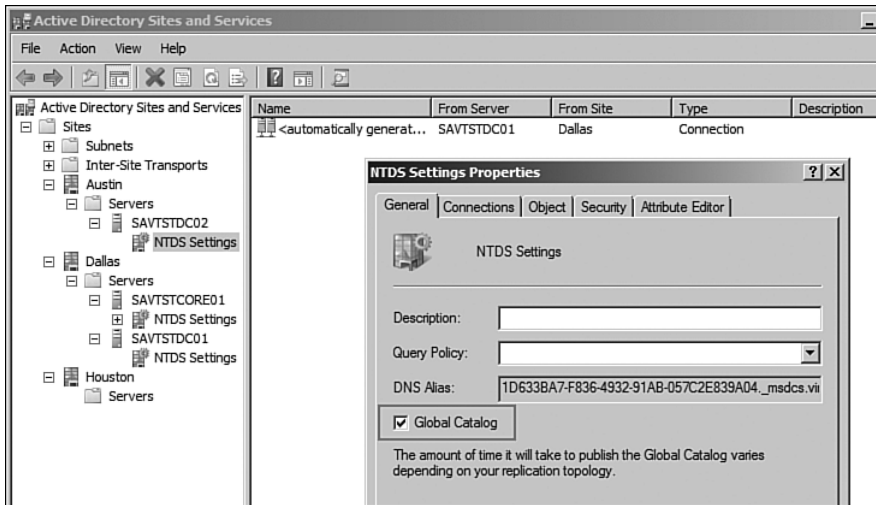 Active Directory Sites and Services
File Action View Help
Active Directory Sites and Services
Sites
Subnets
Inter-Site Transports
Austin
Servers
SAVTSTDC02
NTDS Settings
Dallas
Servers
SAVTSTCORE01
NTDS Settings
SAVTSTDC01
NTDS Settings
Houston
Servers
Name From Server From Site Type Description
<automatically generat... SAVTSTDC01 Dallas Connection
NTDS Settings Properties
General Connections Object Security Attribute Editor
NTDS Settings
Description:
Query Policy:
DNS Alias: 1D633BA7-F836-4932-91AB-057C2E839A04._msdcs.vi
Global Catalog
The amount of time it will take to publish the Global Catalog varies
depending on your replication topology.